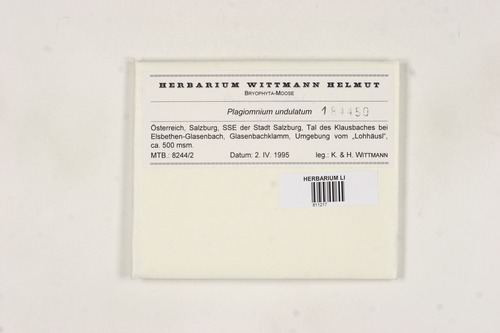 HERBARIUM WITTMANN HELMUT
BRYOPHYTA-MOOSE
Plagiomnium undulatum
Österreich, Salzburg, SSE der Stadt Salzburg, Tal des Klausbaches bei
Elsbethen-Glasenbach, Glasenbachklamm, Umgebung vom „Lohhäusl“,
ca. 500 msm.
MTB.: 8244/2 Datum: 2. IV. 1995 leg.: K. & H. WITTMANN
HERBARIUM LI
811217